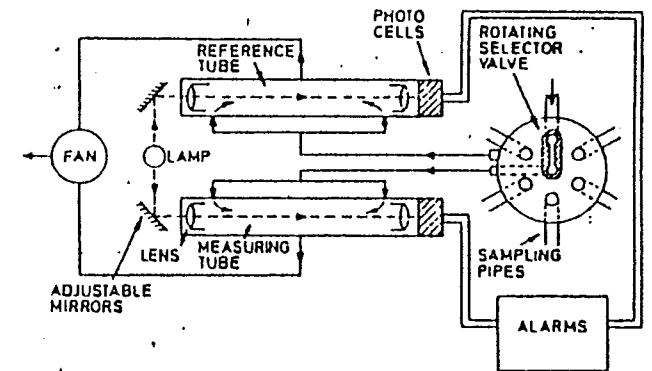 PHOTO
CELLS
REFERENCE
TUBE
ROTATING
SELECTOR
VALVE
FAN
LAMP
LENS
MEASURING
TUBE
SAMPLING
PIPES
ADJUSTABLE
MIRRORS
ALARMS